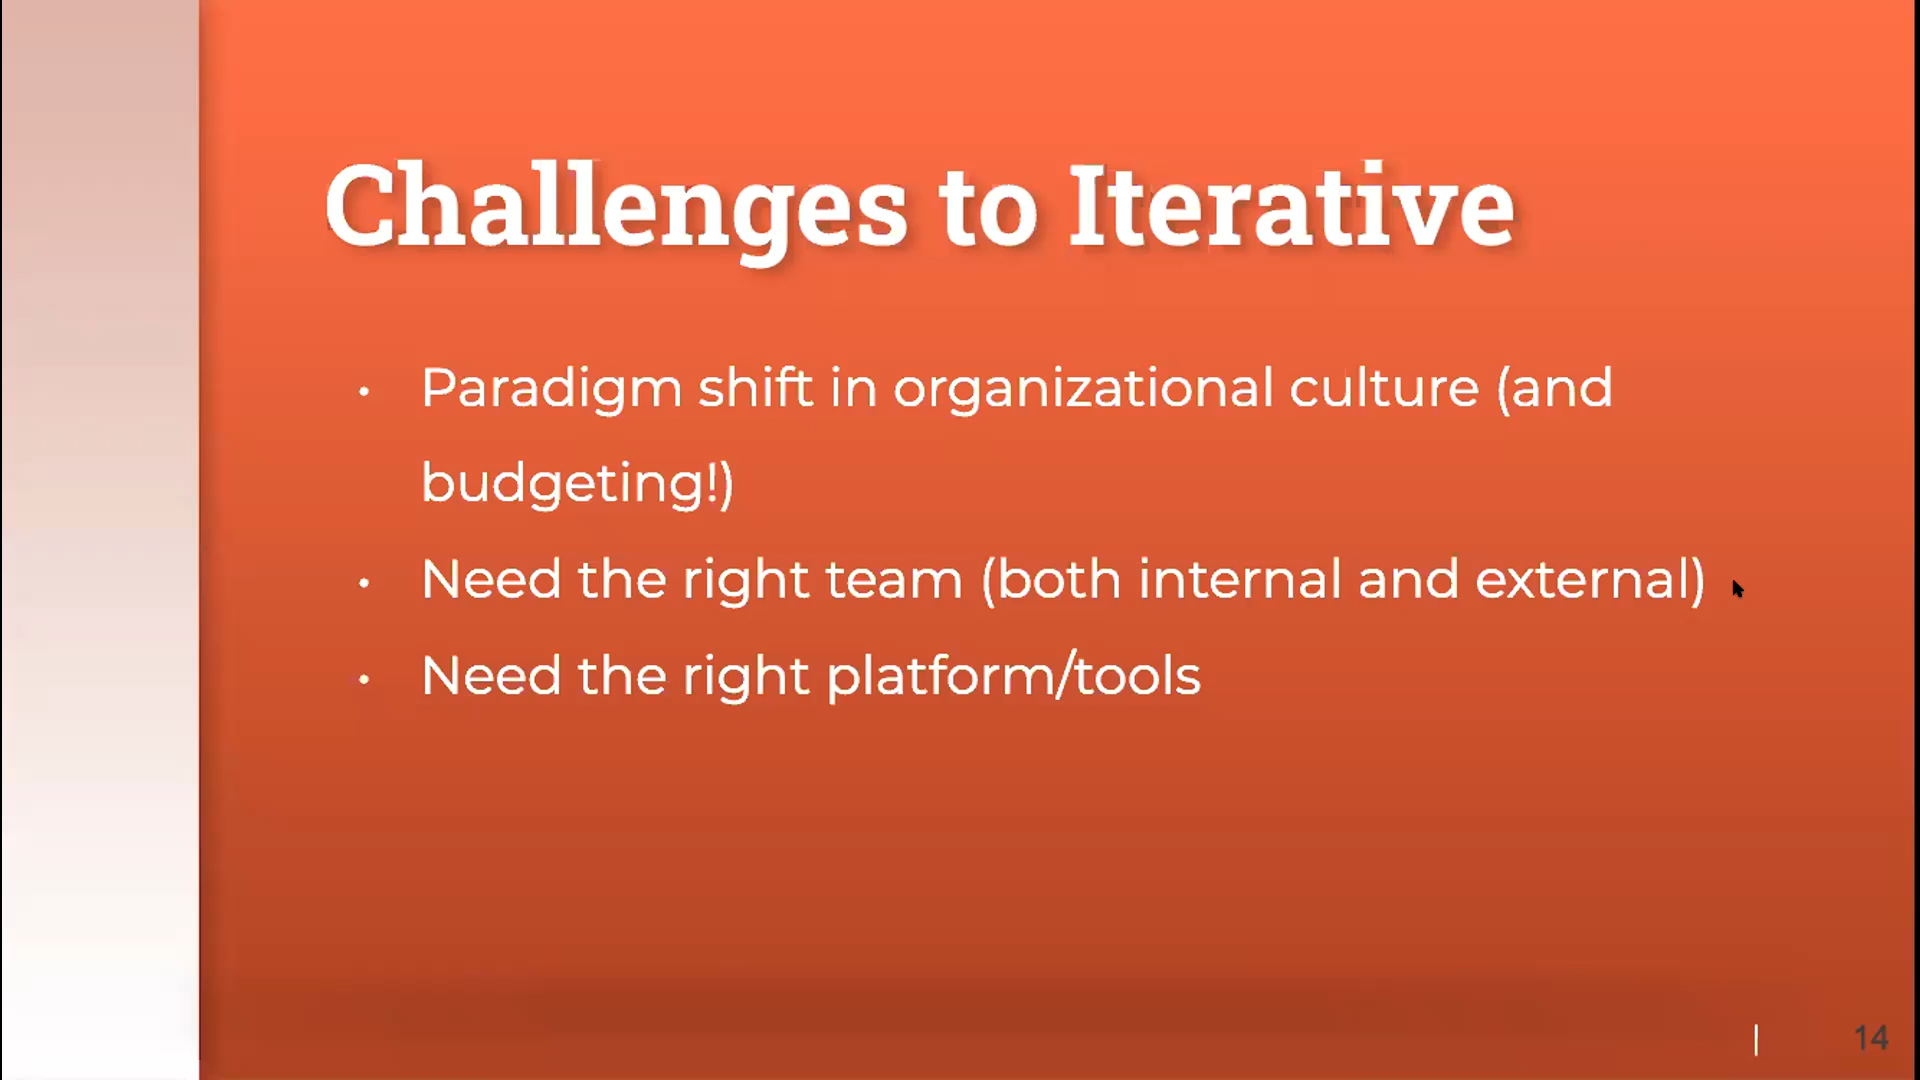 Challenges to Iterative
• Paradigm shift in organizational culture (and
budgeting!)
• Need the right team (both internal and external)
• Need the right platform/tools
| 14